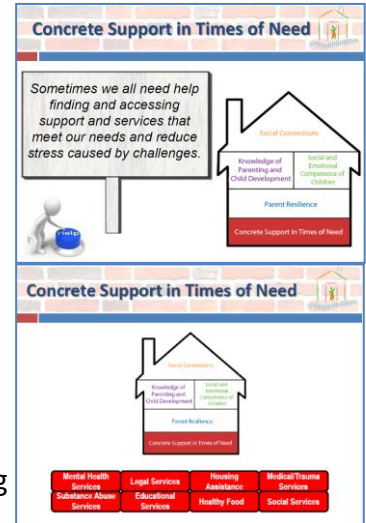 Concrete Support in Times of Need
Sometimes we all need help
finding and accessing
support and services that
meet our needs and reduce
stress caused by challenges.
Social Connections
Knowledge of
Parenting and
Child Development
Social and
Emotional
Competence of
Children
Parent Resilience
Concrete Support in Times of Need
Help
Concrete Support in Times of Need
Social Connections
Knowledge of
Parenting and
Child Development
Social and
Emotional
Competence of
Children
Parent Resilience
Concrete Support in Times of Need
g
Mental Health
Services
Legal Services
Housing
Assistance
Medical/Trauma
Services
Substance Abuse
Services
Educational
Services
Healthy Food
Social Services